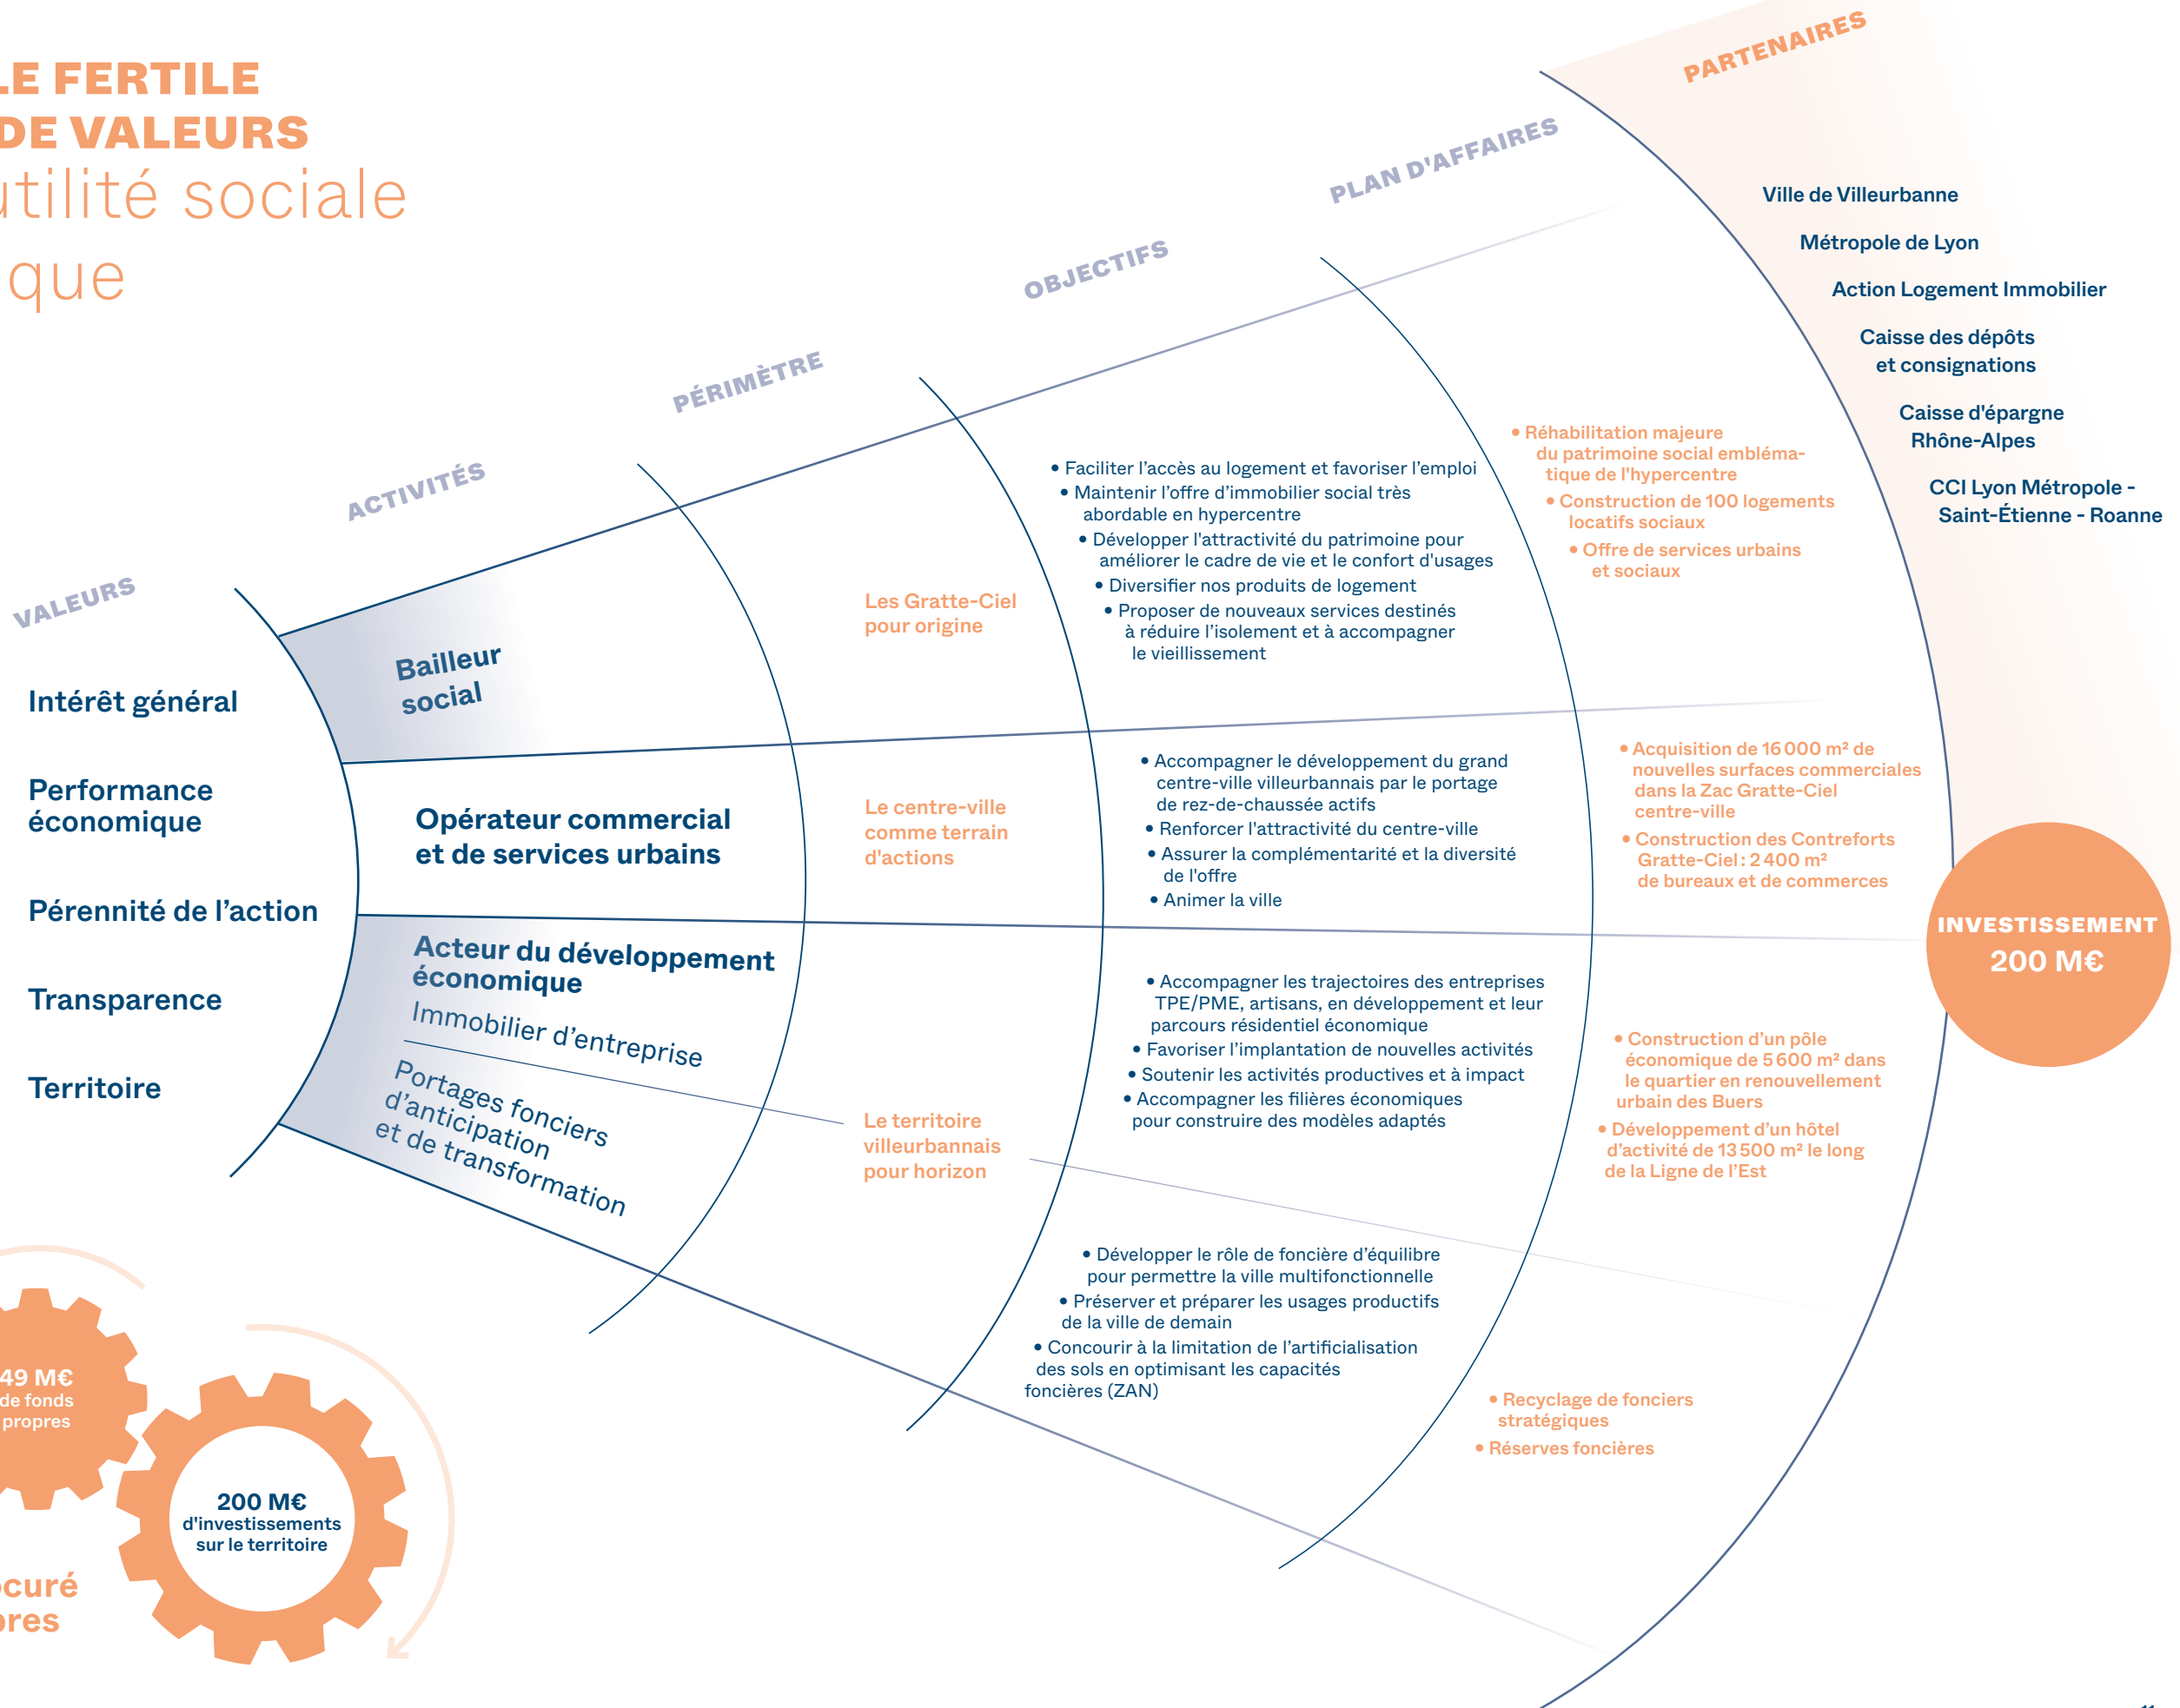 LE FERTILE
DE VALEURS
utilité sociale
que
VALEURS
Intérêt général
Performance
économique
Pérennité de l’action
Transparence
Territoire
ACTIVITÉS
Bailleur
social
Opérateur commercial
et de services urbains
Acteur du développement
économique
Immobilier d’entreprise
Portages fonciers
d’anticipation
et de transformation
PÉRIMÈTRE
Les Gratte-Ciel
pour origine
Le centre-ville
comme terrain
d'actions
Le territoire
villeurbannais
pour horizon
OBJECTIFS
• Faciliter l’accès au logement et favoriser l’emploi
• Maintenir l’offre d’immobilier social très
abordable en hypercentre
• Développer l'attractivité du patrimoine pour
améliorer le cadre de vie et le confort d'usages
• Diversifier nos produits de logement
• Proposer de nouveaux services destinés
à réduire l’isolement et à accompagner
le vieillissement
• Accompagner le développement du grand
centre-ville villeurbannais par le portage
de rez-de-chaussée actifs
• Renforcer l'attractivité du centre-ville
• Assurer la complémentarité et la diversité
de l'offre
• Animer la ville
• Accompagner les trajectoires des entreprises
TPE/PME, artisans, en développement et leur
parcours résidentiel économique
• Favoriser l’implantation de nouvelles activités
• Soutenir les activités productives et à impact
• Accompagner les filières économiques
pour construire des modèles adaptés
• Développer le rôle de foncière d’équilibre
pour permettre la ville multifonctionnelle
• Préserver et préparer les usages productifs
de la ville de demain
• Concourir à la limitation de l’artificialisation
des sols en optimisant les capacités
foncières (ZAN)
PLAN D'AFFAIRES
• Réhabilitation majeure
du patrimoine social embléma-
tique de l'hypercentre
• Construction de 100 logements
locatifs sociaux
• Offre de services urbains
et sociaux
• Acquisition de 16 000 m² de
nouvelles surfaces commerciales
dans la Zac Gratte-Ciel
centre-ville
• Construction des Contreforts
Gratte-Ciel : 2 400 m²
de bureaux et de commerces
• Construction d’un pôle
économique de 5 600 m² dans
le quartier en renouvellement
urbain des Buers
• Développement d’un hôtel
d’activité de 13 500 m² le long
de la Ligne de l’Est
• Recyclage de fonciers
stratégiques
• Réserves foncières
PARTENAIRES
Ville de Villeurbanne
Métropole de Lyon
Action Logement Immobilier
Caisse des dépôts
et consignations
Caisse d'épargne
Rhône-Alpes
CCI Lyon Métropole -
Saint-Étienne - Roanne
INVESTISSEMENT
200 M€
49 M€
de fonds
propres
200 M€
d'investissements
sur le territoire